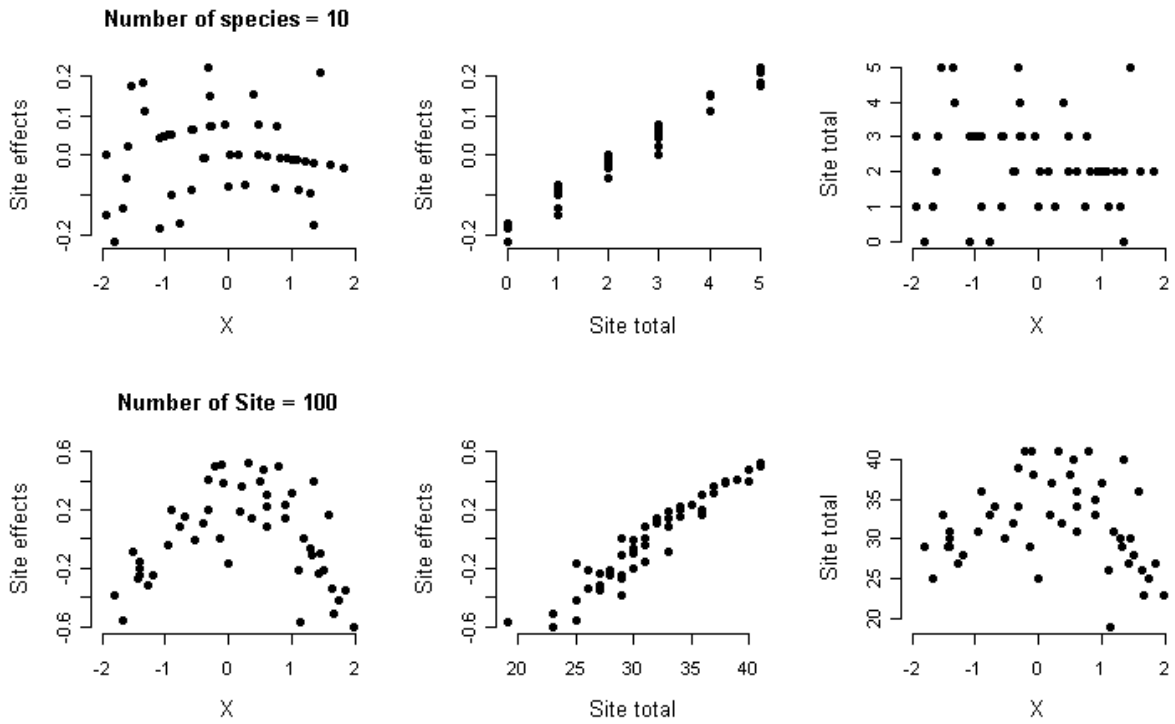 Number of species = 10
Site effects
-0.2 0.0 0.1 0.2
-2 -1 0 1 2
X
Site effects
-0.2 0.0 0.1 0.2
0 1 2 3 4 5
Site total
Site total
0 1 2 3 4 5
-2 -1 0 1 2
X
Number of Site = 100
Site effects
-0.6 -0.2 0.2 0.6
-2 -1 0 1 2
X
Site effects
-0.6 -0.2 0.2 0.6
20 25 30 35 40
Site total
Site total
20 25 30 35 40
-2 -1 0 1 2
X